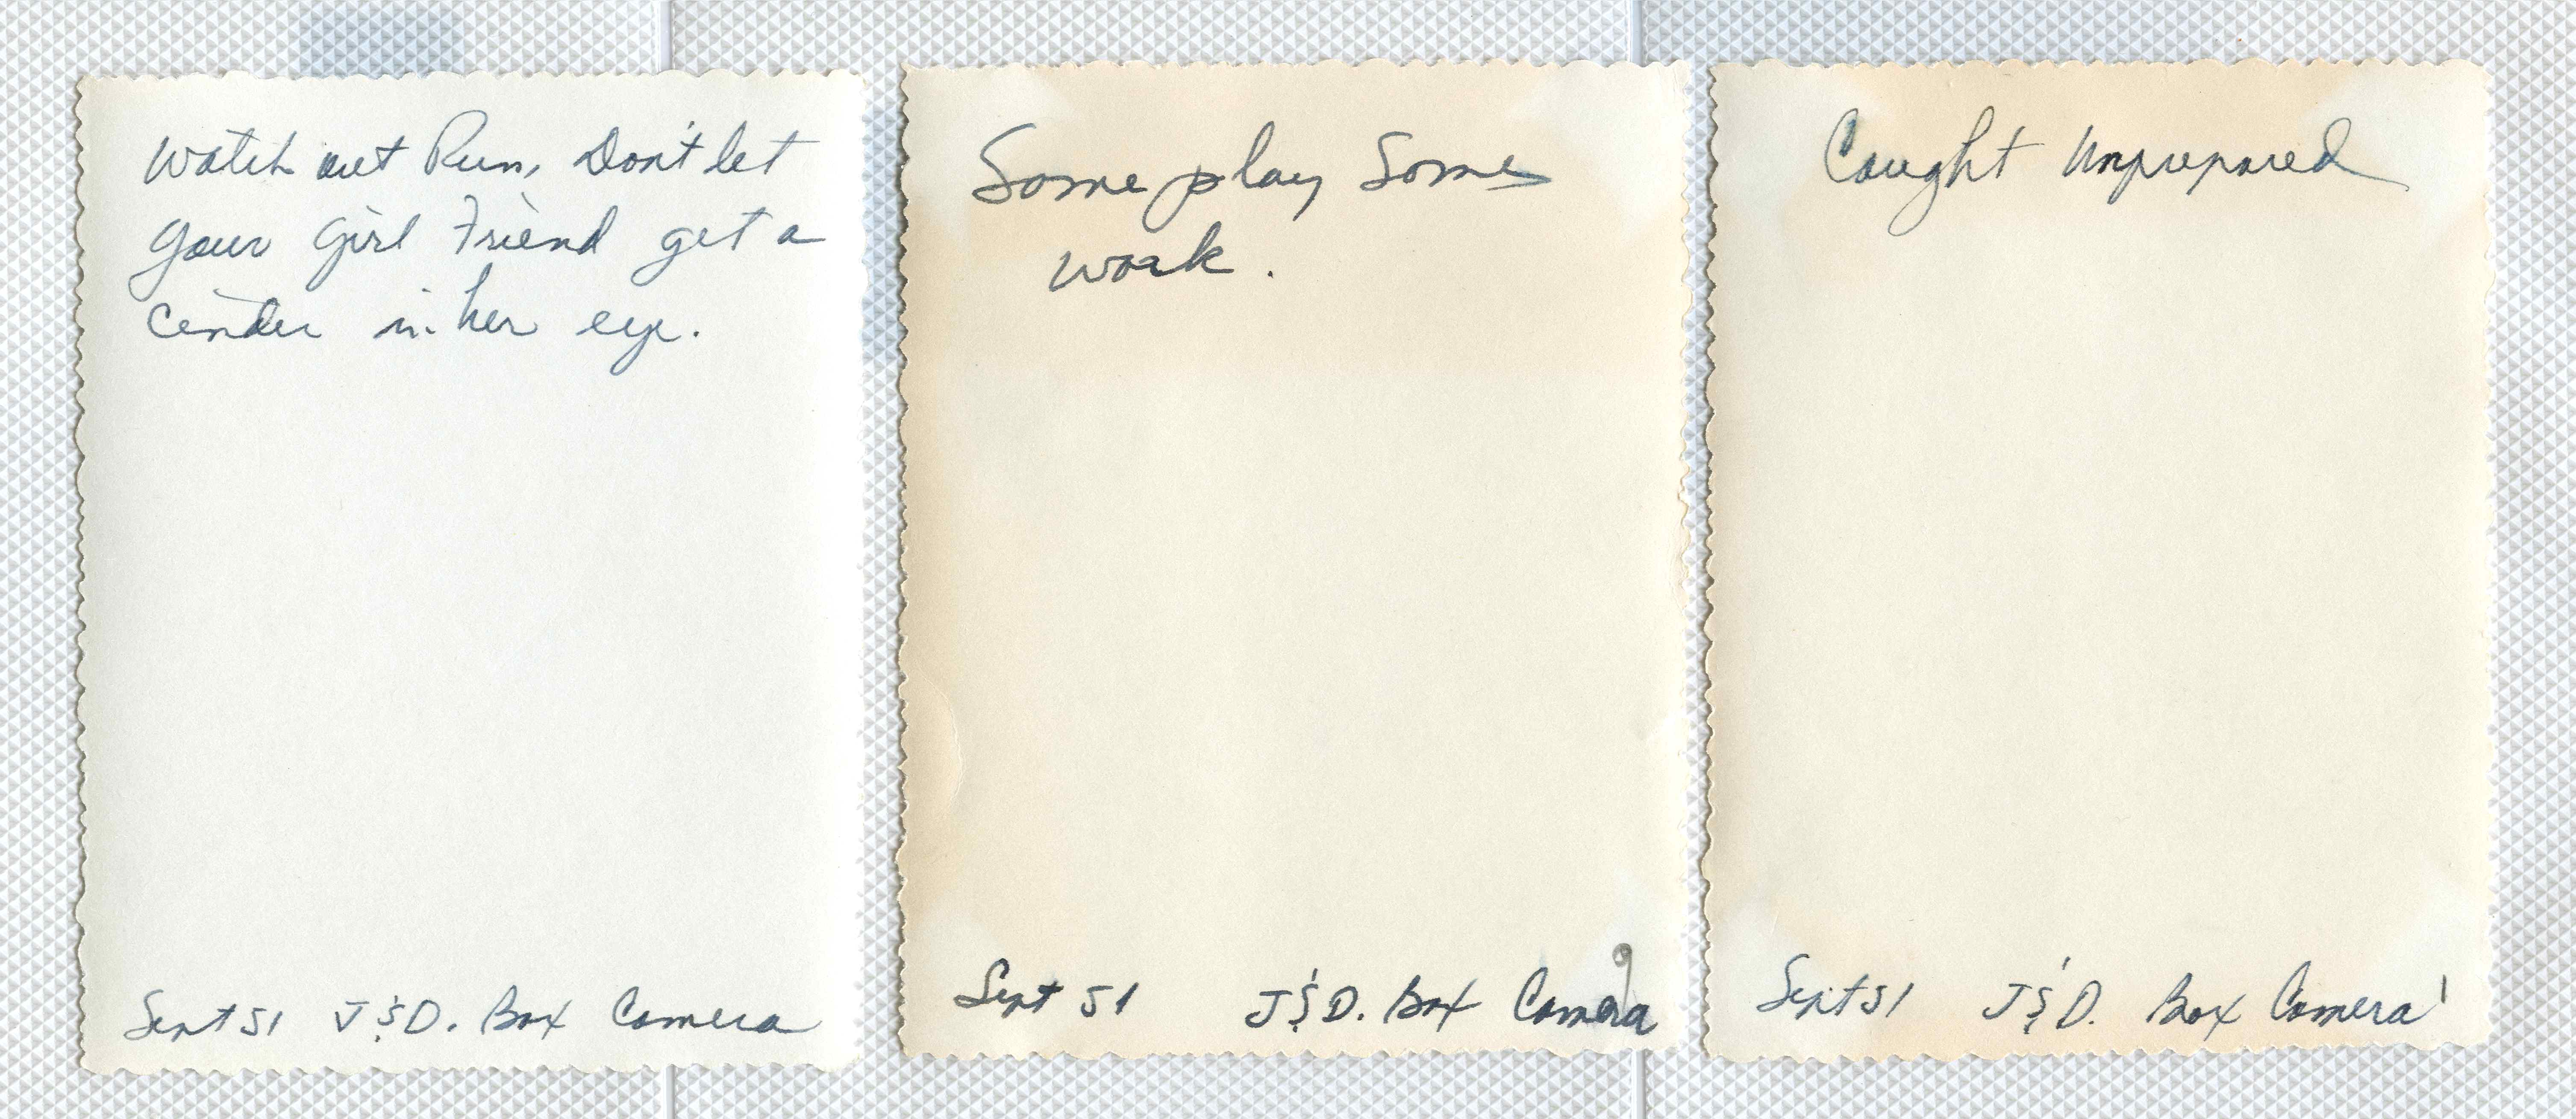 Watch out Run, Don't let
your girl Friend get a
cinder in her eye.
Sept 51 J & D. Box Camera
Some play Some
work.
Sept 51 J & D. Box Camera
Caught Unprepared
Sept 51 J & D. Box Camera